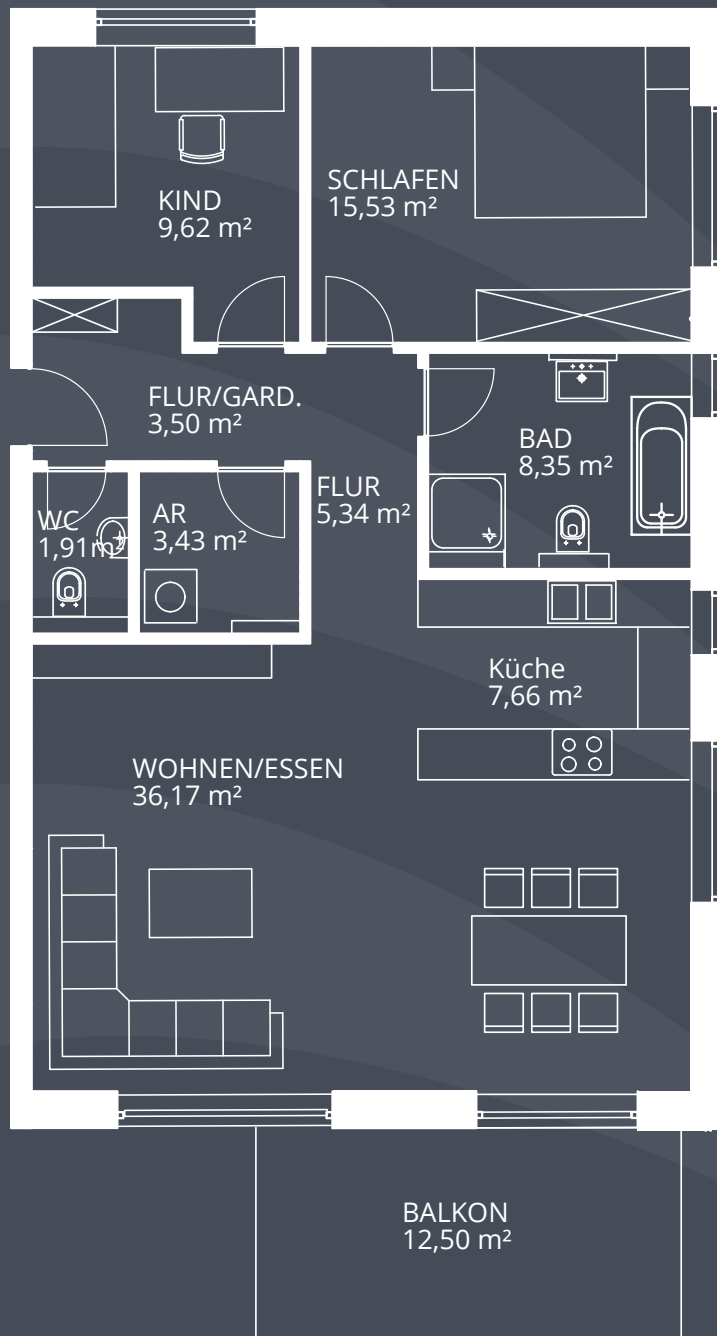 KIND
9,62 m²
SCHLAFEN
15,53 m²
FLUR/GARD.
3,50 m²
BAD
8,35 m²
FLUR
5,34 m²
WC
1,91m²
AR
3,43 m²
Küche
7,66 m²
WOHNEN/ESSEN
36,17 m²
BALKON
12,50 m²